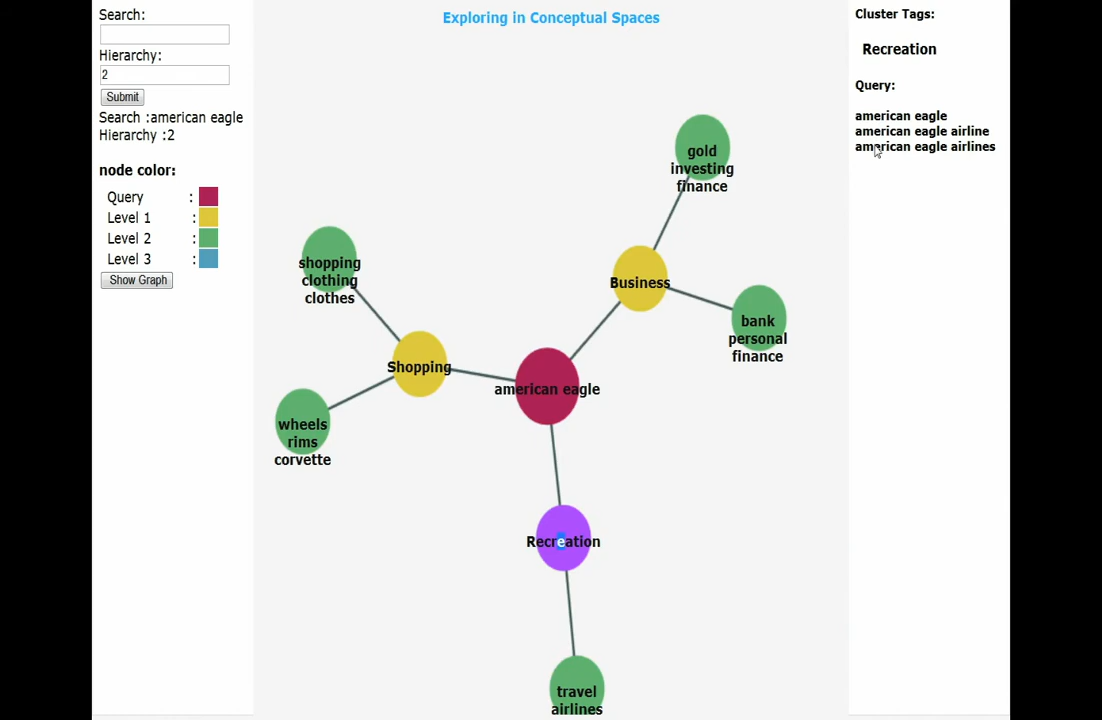 Search:
Hierarchy:
2
Submit
Search :american eagle
Hierarchy :2
node color:
Query :
Level 1 :
Level 2 :
Level 3 :
Show Graph
Exploring in Conceptual Spaces
gold
investing
finance
shopping
clothing
clothes
Business
bank
personal
finance
Shopping
american eagle
wheels
rims
corvette
Recreation
travel
airlines
Cluster Tags:
Recreation
Query:
american eagle
american eagle airline
american eagle airlines